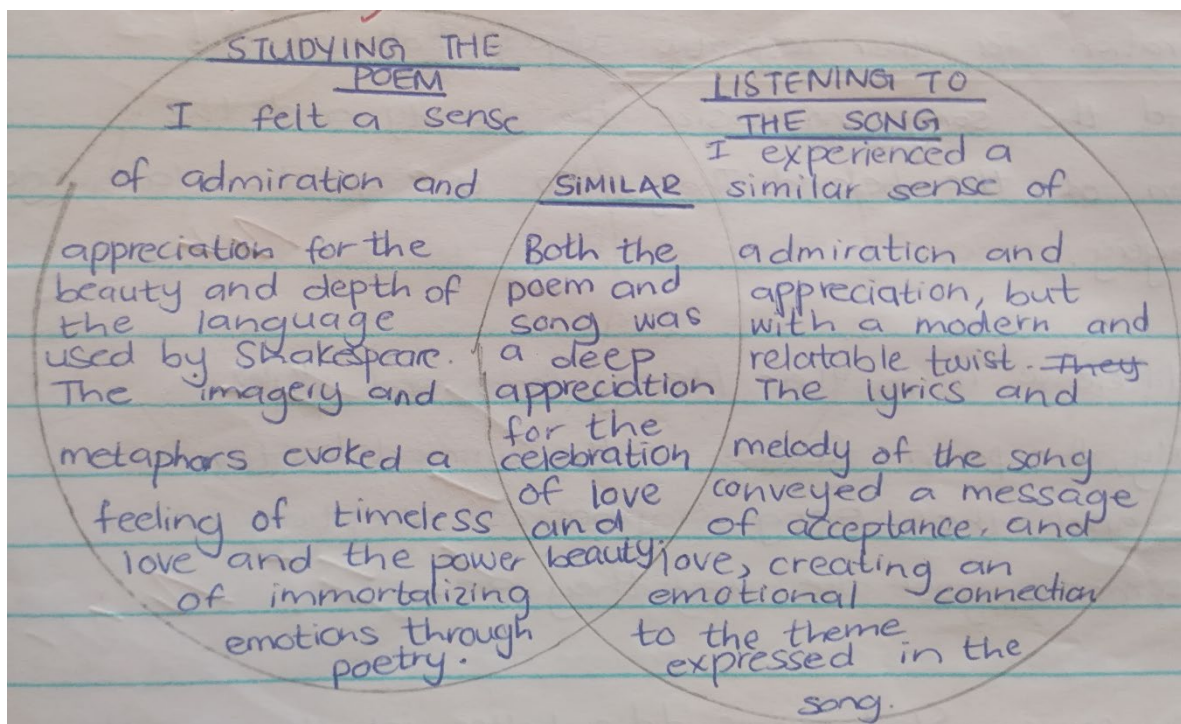 STUDYING THE
POEM
I felt a sense
of admiration and
appreciation for the
beauty and depth of
the language
used by Shakespeare.
The imagery and
metaphors evoked a
feeling of timeless
love and the power
of immortalizing
emotions through
poetry.
SIMILAR
Both the
poem and
song was
a deep
appreciation
for the
celebration
of love
and
beauty.
LISTENING TO
THE SONG
I experienced a
similar sense of
admiration and
appreciation, but
with a modern and
relatable twist. They
The lyrics and
melody of the song
conveyed a message
of acceptance, and
love, creating an
emotional connection
to the theme
expressed in the
song.